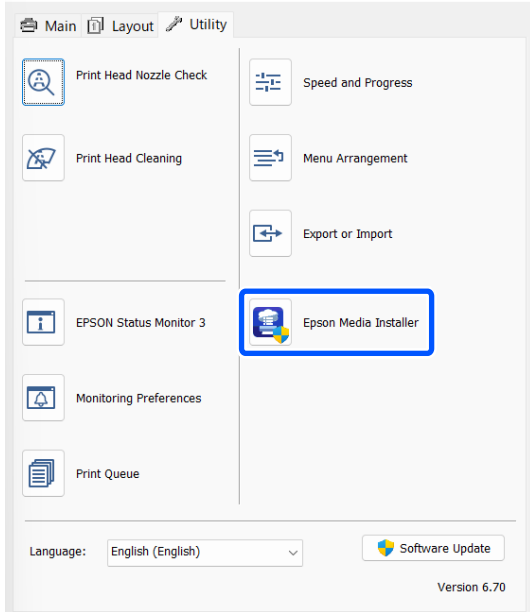 Main Layout Utility
Print Head Nozzle Check
Speed and Progress
Print Head Cleaning
Menu Arrangement
Export or Import
EPSON Status Monitor 3
Epson Media Installer
Monitoring Preferences
Print Queue
Language: English (English)
Software Update
Version 6.70